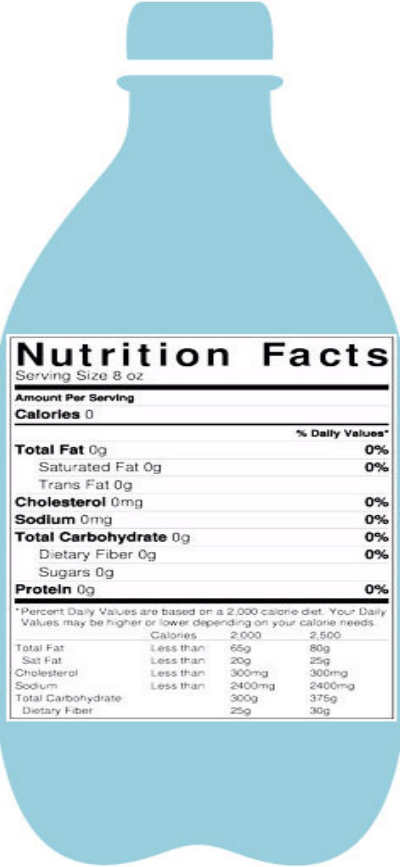 Nutrition Facts
Serving Size 8 oz
Amount Per Serving
Calories 0
% Daily Values*
Total Fat 0g 0%
Saturated Fat 0g 0%
Trans Fat 0g
Cholesterol 0mg 0%
Sodium 0mg 0%
Total Carbohydrate 0g 0%
Dietary Fiber 0g 0%
Sugars 0g
Protein 0g 0%
*Percent Daily Values are based on a 2,000 calorie diet. Your Daily
Values may be higher or lower depending on your calorie needs.
Calories 2,000 2,500
Total Fat Less than 65g 80g
Sat Fat Less than 20g 25g
Cholesterol Less than 300mg 300mg
Sodium Less than 2400mg 2400mg
Total Carbohydrate 300g 375g
Dietary Fiber 25g 30g